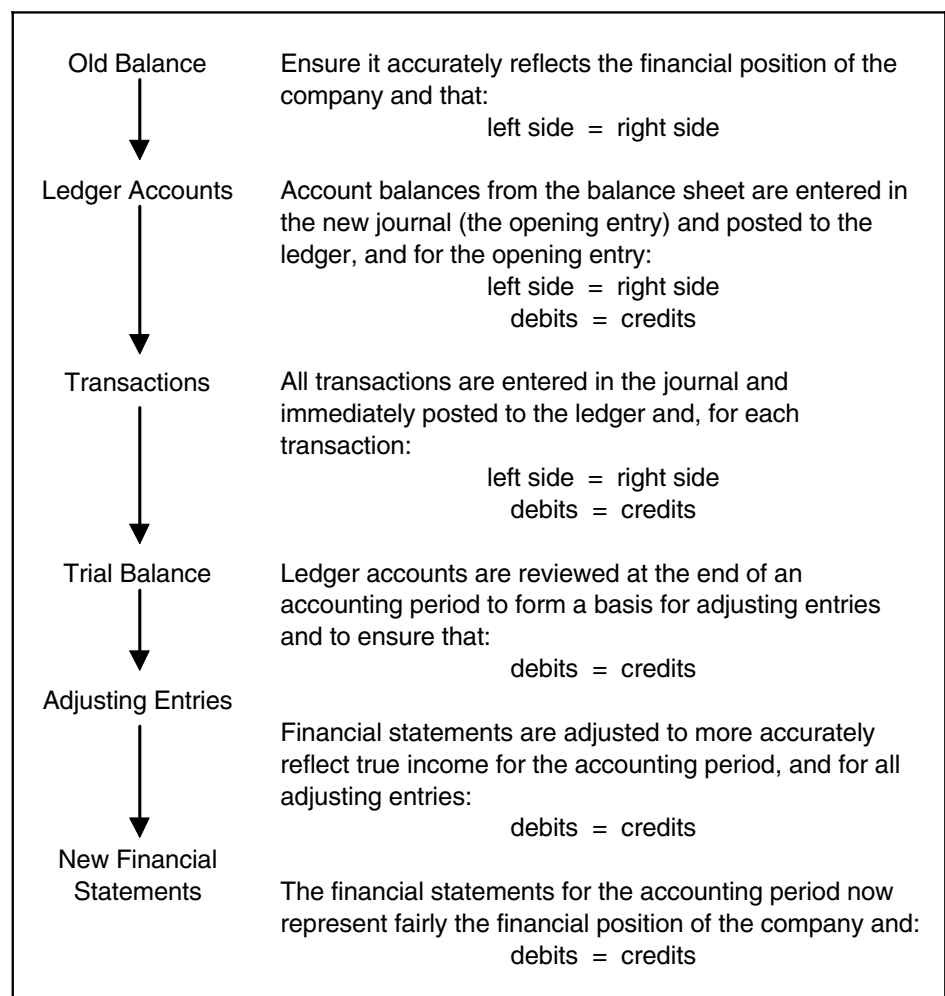 Old Balance
Ensure it accurately reflects the financial position of the
company and that:
left side = right side
Ledger Accounts
Account balances from the balance sheet are entered in
the new journal (the opening entry) and posted to the
ledger, and for the opening entry:
left side = right side
debits = credits
Transactions
All transactions are entered in the journal and
immediately posted to the ledger and, for each
transaction:
left side = right side
debits = credits
Trial Balance
Ledger accounts are reviewed at the end of an
accounting period to form a basis for adjusting entries
and to ensure that:
debits = credits
Adjusting Entries
Financial statements are adjusted to more accurately
reflect true income for the accounting period, and for all
adjusting entries:
debits = credits
New Financial
Statements
The financial statements for the accounting period now
represent fairly the financial position of the company and:
debits = credits